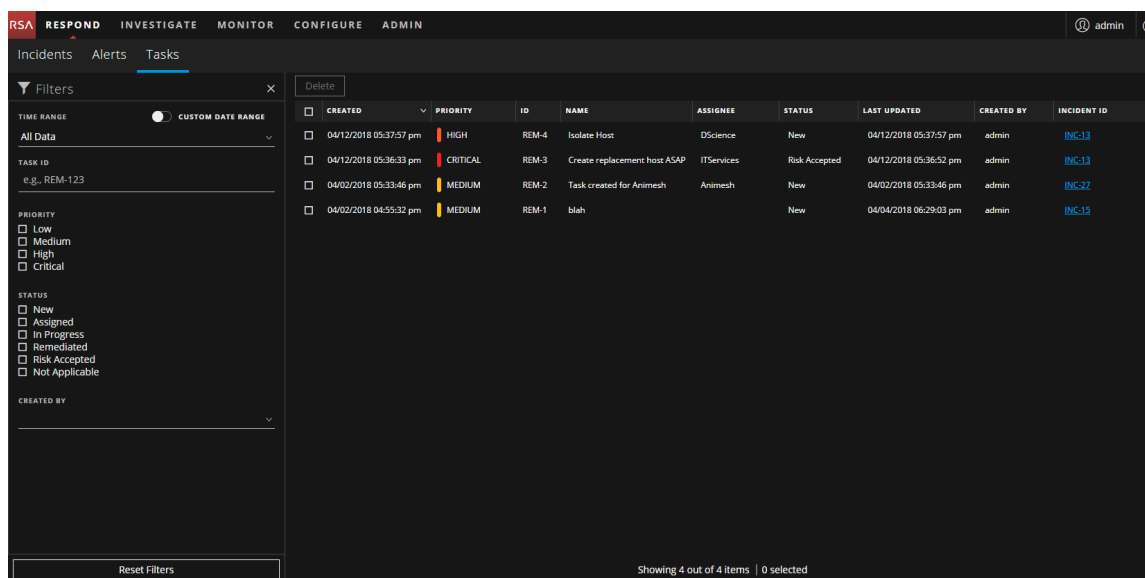 RSA RESPOND INVESTIGATE MONITOR CONFIGURE ADMIN admin
Incidents Alerts Tasks
Filters
TIME RANGE CUSTOM DATE RANGE
All Data
TASK ID
e.g., REM-123
PRIORITY
Low
Medium
High
Critical
STATUS
New
Assigned
In Progress
Remediated
Risk Accepted
Not Applicable
CREATED BY
Reset Filters
Delete
CREATED PRIORITY ID NAME ASSIGNEE STATUS LAST UPDATED CREATED BY INCIDENT ID
04/12/2018 05:37:57 pm HIGH REM-4 Isolate Host DScience New 04/12/2018 05:37:57 pm admin INC-13
04/12/2018 05:36:33 pm CRITICAL REM-3 Create replacement host ASAP ITServices Risk Accepted 04/12/2018 05:36:52 pm admin INC-13
04/02/2018 05:33:46 pm MEDIUM REM-2 Task created for Animesh Animesh New 04/02/2018 05:33:46 pm admin INC-27
04/02/2018 04:55:32 pm MEDIUM REM-1 blah New 04/04/2018 06:29:03 pm admin INC-15
Showing 4 out of 4 items | 0 selected